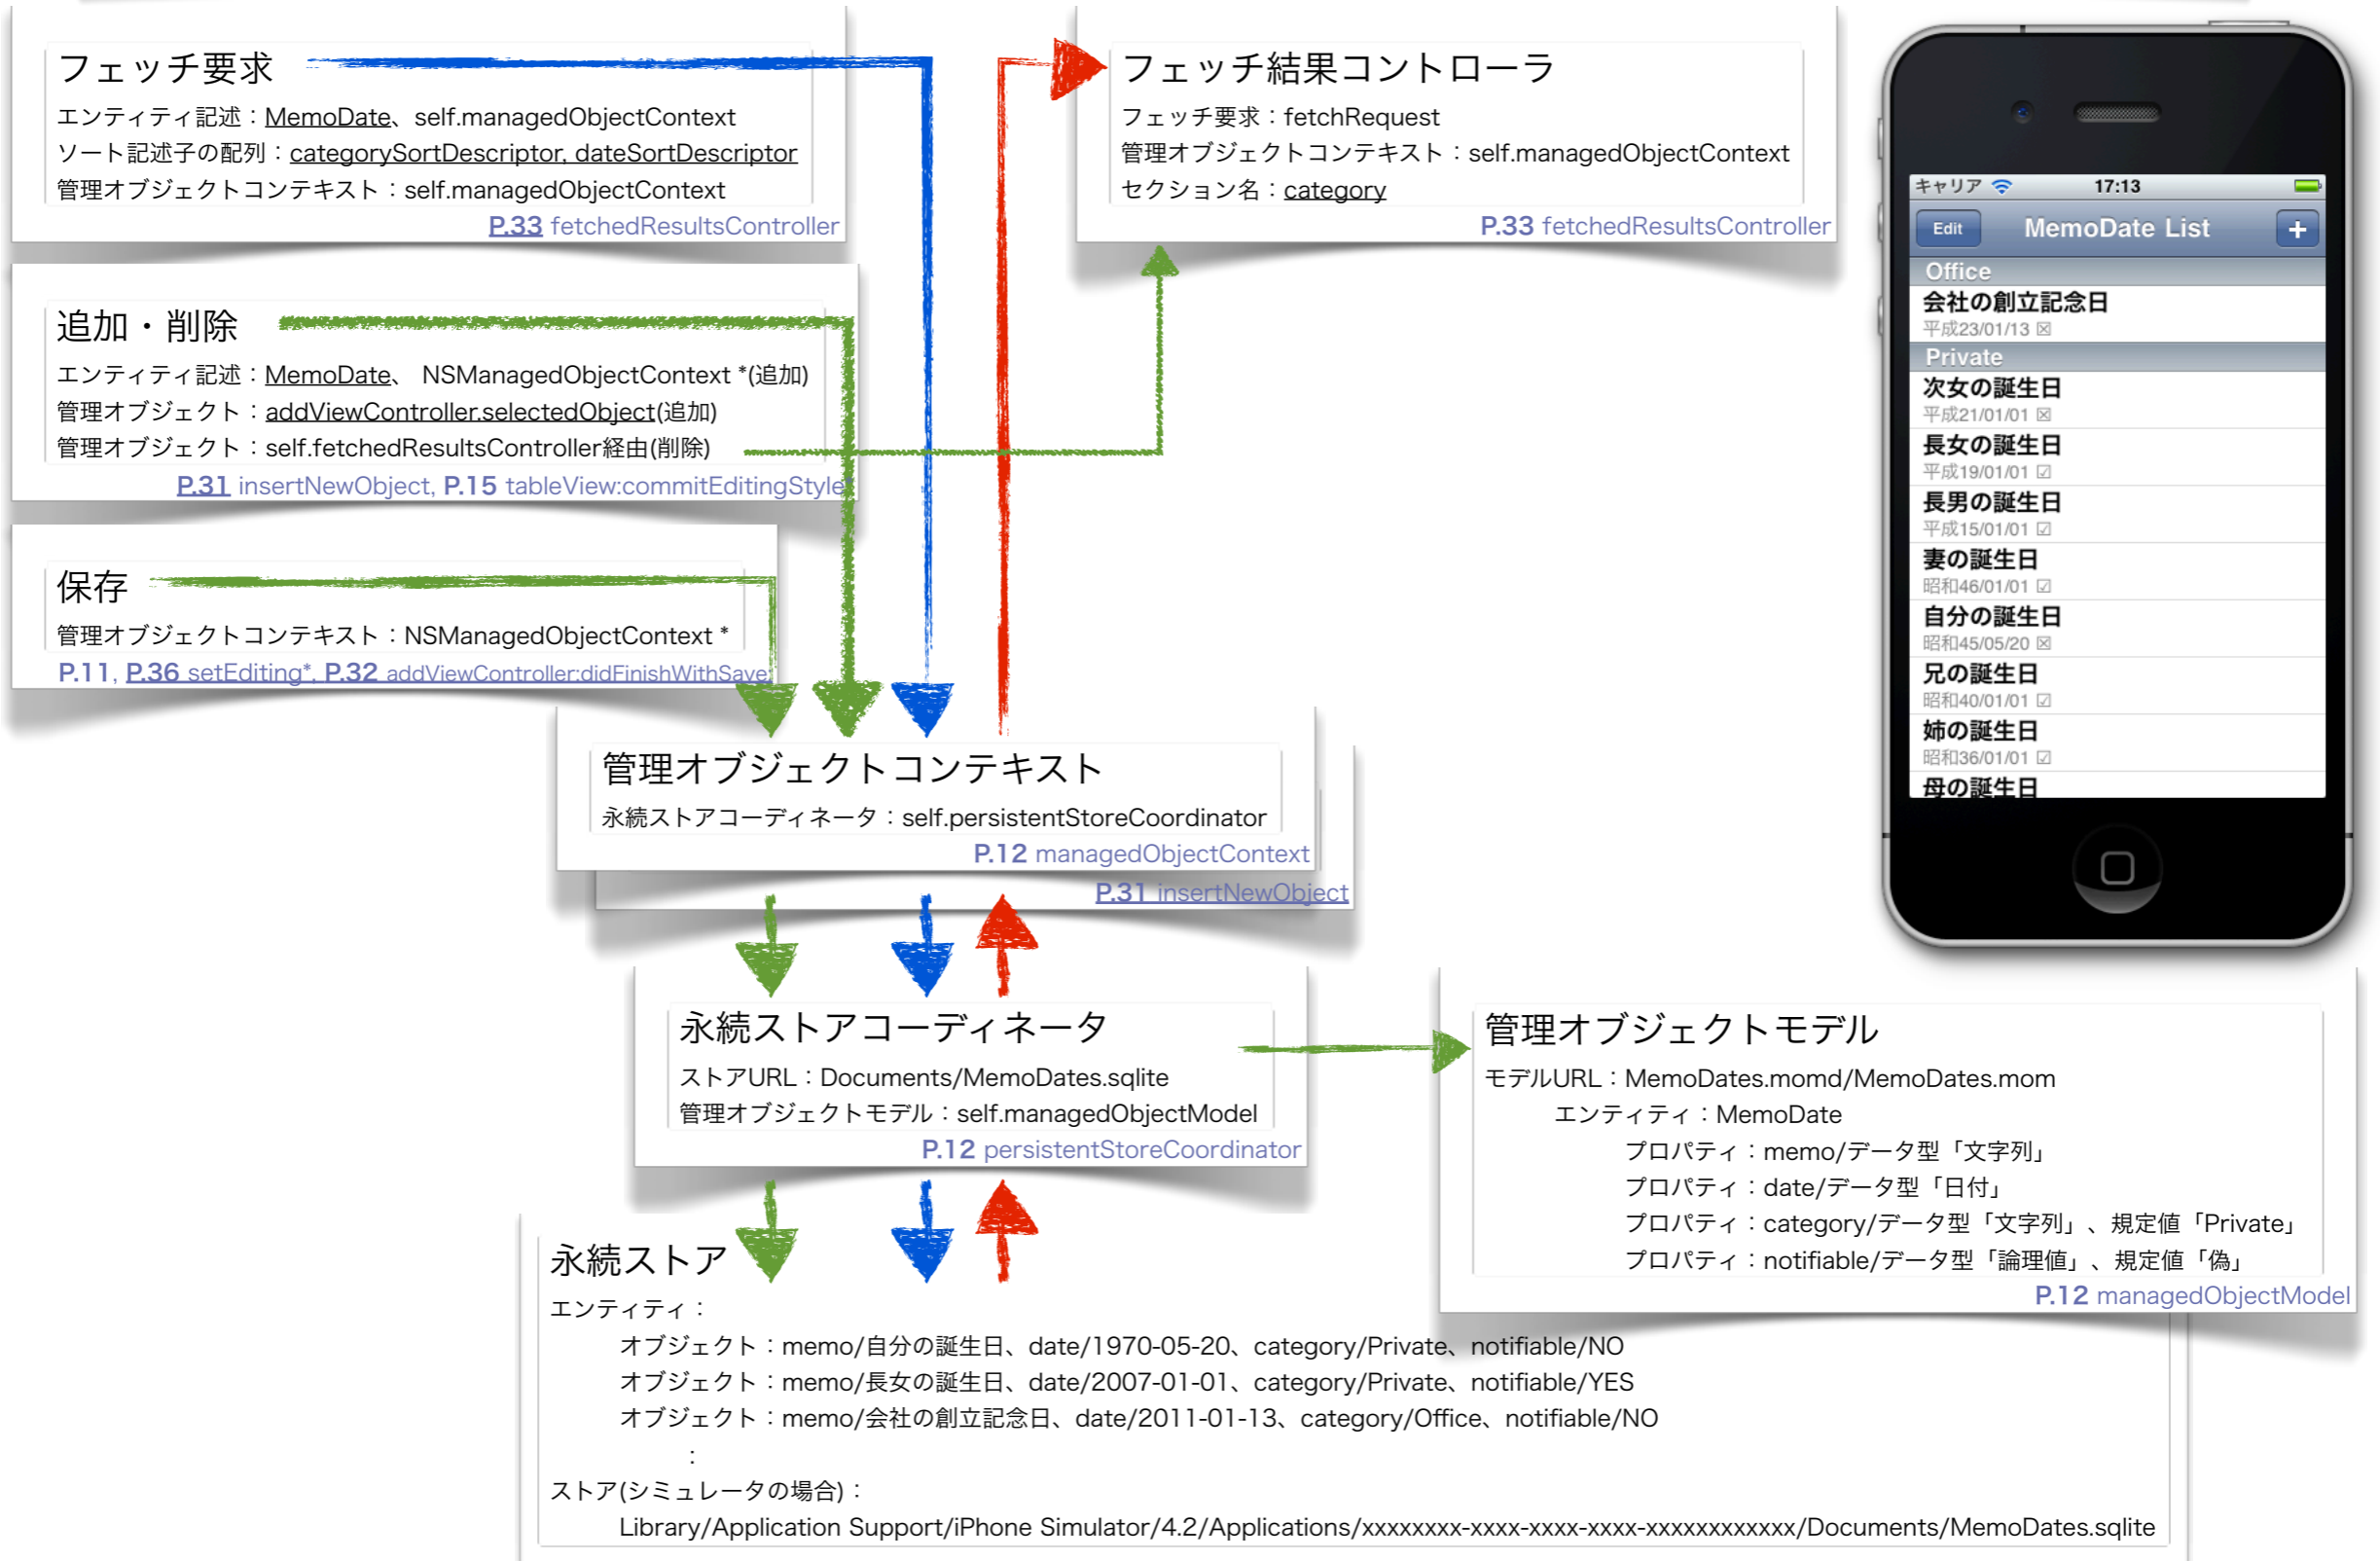 フェッチ要求
エンティティ記述：MemoDate、self.managedObjectContext
ソート記述子の配列：categorySortDescriptor, dateSortDescriptor
管理オブジェクトコンテキスト：self.managedObjectContext
P.33 fetchedResultsController
追加・削除
エンティティ記述：MemoDate、 NSManagedObjectContext *(追加)
管理オブジェクト：addViewController.selectedObject(追加)
管理オブジェクト：self.fetchedResultsController経由(削除)
P.31 insertNewObject, P.15 tableView:commitEditingStyle*
保存
管理オブジェクトコンテキスト：NSManagedObjectContext *
P.11, P.36 setEditing*, P.32 addViewController:didFinishWithSave:
フェッチ結果コントローラ
フェッチ要求：fetchRequest
管理オブジェクトコンテキスト：self.managedObjectContext
セクション名：category
P.33 fetchedResultsController
管理オブジェクトコンテキスト
永続ストアコーディネータ：self.persistentStoreCoordinator
P.12 managedObjectContext
P.31 insertNewObject
永続ストアコーディネータ
ストアURL：Documents/MemoDates.sqlite
管理オブジェクトモデル：self.managedObjectModel
P.12 persistentStoreCoordinator
管理オブジェクトモデル
モデルURL：MemoDates.momd/MemoDates.mom
エンティティ：MemoDate
プロパティ：memo/データ型「文字列」
プロパティ：date/データ型「日付」
プロパティ：category/データ型「文字列」、規定値「Private」
プロパティ：notifiable/データ型「論理値」、規定値「偽」
P.12 managedObjectModel
永続ストア
エンティティ：
オブジェクト：memo/自分の誕生日、date/1970-05-20、category/Private、notifiable/NO
オブジェクト：memo/長女の誕生日、date/2007-01-01、category/Private、notifiable/YES
オブジェクト：memo/会社の創立記念日、date/2011-01-13、category/Office、notifiable/NO
：
ストア(シミュレータの場合)：
Library/Application Support/iPhone Simulator/4.2/Applications/xxxxxxxx-xxxx-xxxx-xxxx-xxxxxxxxxxxx/Documents/MemoDates.sqlite
キャリア 17:13
Edit MemoDate List +
Office
会社の創立記念日
平成23/01/13 ☒
Private
次女の誕生日
平成21/01/01 ☒
長女の誕生日
平成19/01/01 ☑
長男の誕生日
平成15/01/01 ☑
妻の誕生日
昭和46/01/01 ☑
自分の誕生日
昭和45/05/20 ☒
兄の誕生日
昭和40/01/01 ☑
姉の誕生日
昭和36/01/01 ☑
母の誕生日